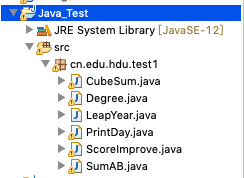 Java_Test
JRE System Library [JavaSE-12]
src
cn.edu.hdu.test1
CubeSum.java
Degree.java
LeapYear.java
PrintDay.java
ScoreImprove.java
SumAB.java